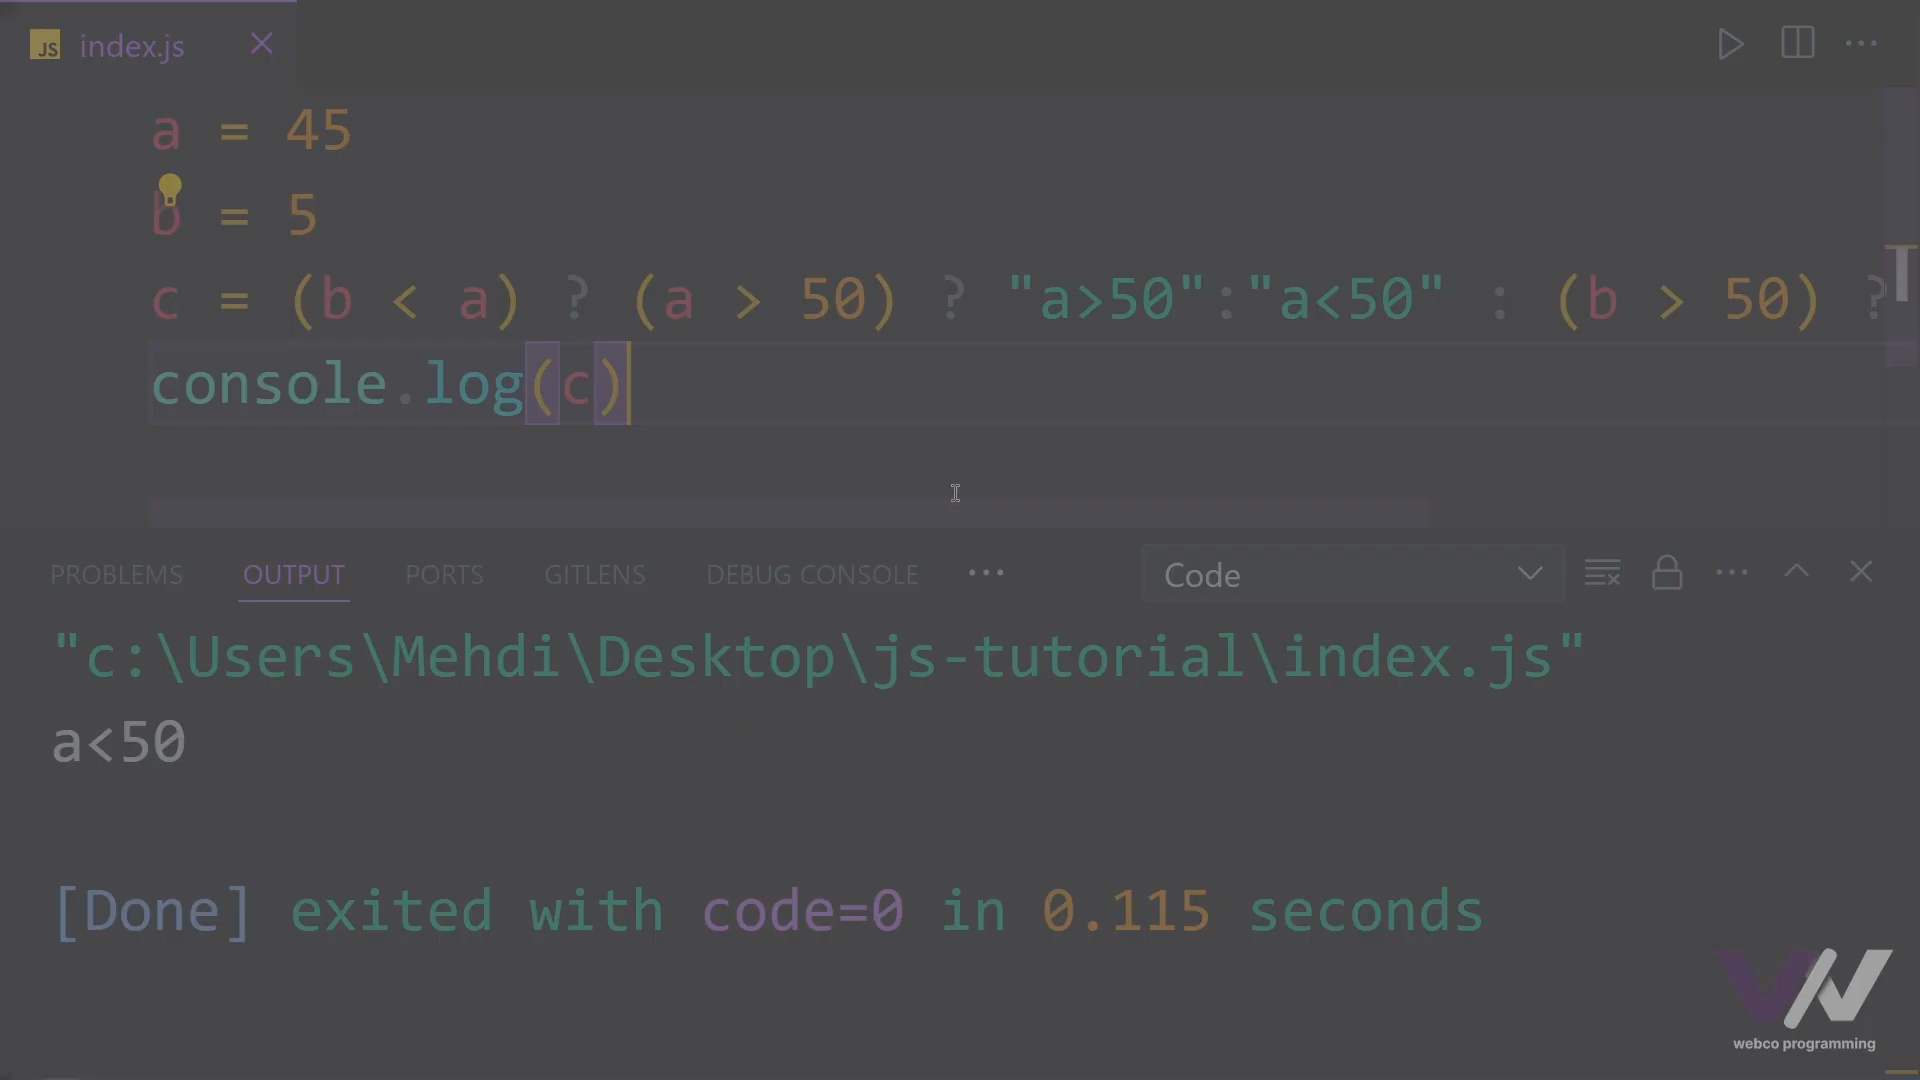 JS index.js
a = 45
b = 5
c = (b < a) ? (a > 50) ? "a>50":"a<50" : (b > 50) ?
console.log(c)
PROBLEMS OUTPUT PORTS GITLENS DEBUG CONSOLE Code
"c:\Users\Mehdi\Desktop\js-tutorial\index.js"
a<50
[Done] exited with code=0 in 0.115 seconds
webco programming